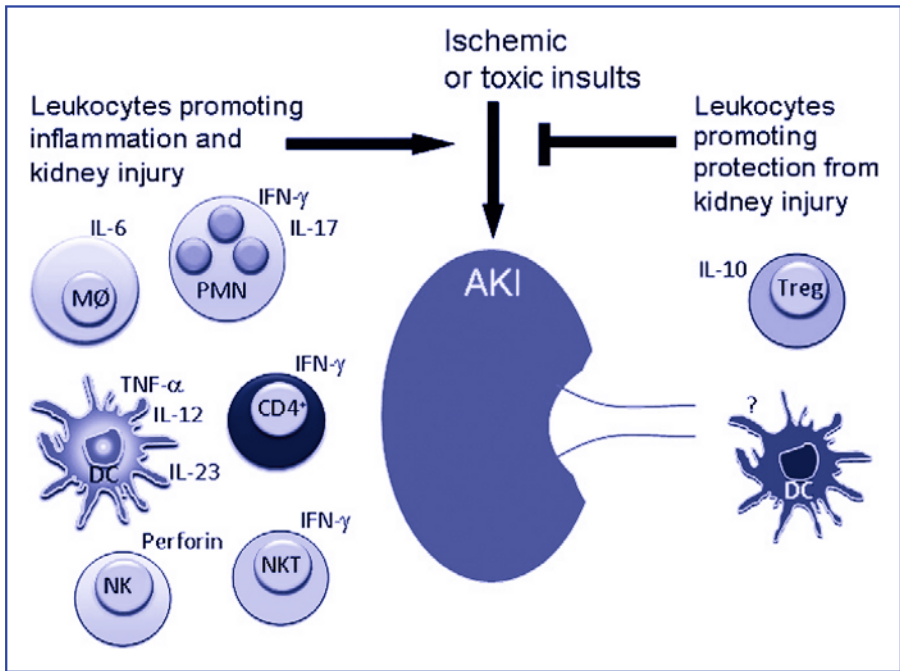 Ischemic
or toxic insults
Leukocytes promoting
inflammation and
kidney injury
Leukocytes
promoting
protection from
kidney injury
IL-6
MØ
IFN-γ
IL-17
PMN
AKI
IL-10
Treg
TNF-α
IL-12
IL-23
DC
IFN-γ
CD4⁺
?
DC
Perforin
NK
IFN-γ
NKT